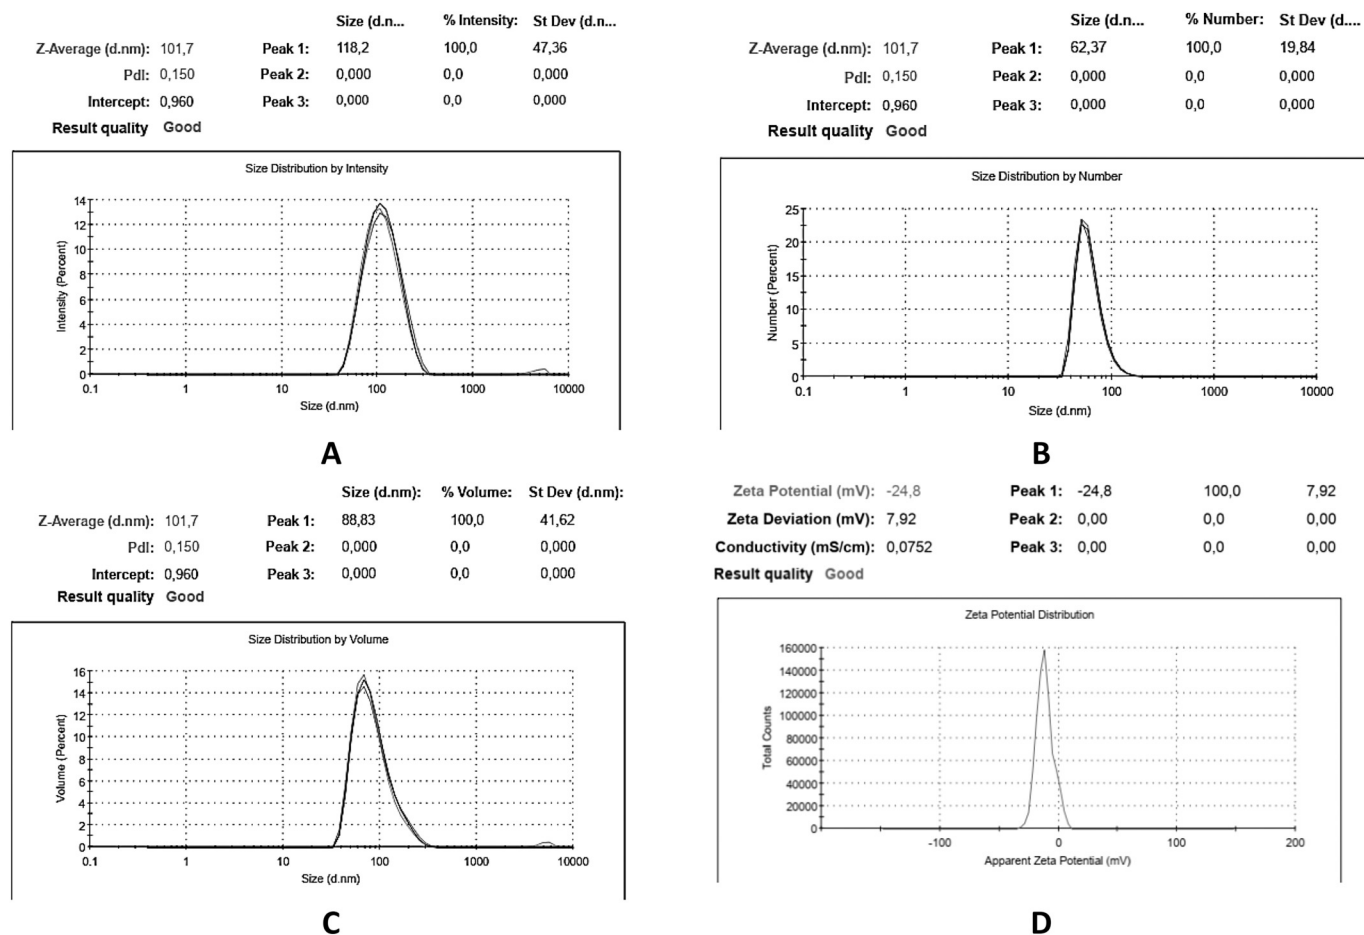 Size (d.n... % Intensity: St Dev (d.n...
Z-Average (d.nm): 101,7 Peak 1: 118,2 100,0 47,36
PdI: 0,150 Peak 2: 0,000 0,0 0,000
Intercept: 0,960 Peak 3: 0,000 0,0 0,000
Result quality Good
Size Distribution by Intensity
Intensity (Percent)
14
12
10
8
6
4
2
0
0.1 1 10 100 1000 10000
Size (d.nm)
A
Size (d.n... % Number: St Dev (d....
Z-Average (d.nm): 101,7 Peak 1: 62,37 100,0 19,84
PdI: 0,150 Peak 2: 0,000 0,0 0,000
Intercept: 0,960 Peak 3: 0,000 0,0 0,000
Result quality Good
Size Distribution by Number
Number (Percent)
25
20
15
10
5
0
0.1 1 10 100 1000 10000
Size (d.nm)
B
Size (d.nm): % Volume: St Dev (d.nm):
Z-Average (d.nm): 101,7 Peak 1: 88,83 100,0 41,62
PdI: 0,150 Peak 2: 0,000 0,0 0,000
Intercept: 0,960 Peak 3: 0,000 0,0 0,000
Result quality Good
Size Distribution by Volume
Volume (Percent)
16
14
12
10
8
6
4
2
0
0.1 1 10 100 1000 10000
Size (d.nm)
C
Zeta Potential (mV): -24,8 Peak 1: -24,8 100,0 7,92
Zeta Deviation (mV): 7,92 Peak 2: 0,00 0,0 0,00
Conductivity (mS/cm): 0,0752 Peak 3: 0,00 0,0 0,00
Result quality Good
Zeta Potential Distribution
Total Counts
160000
140000
120000
100000
80000
60000
40000
20000
0
-100 0 100 200
Apparent Zeta Potential (mV)
D